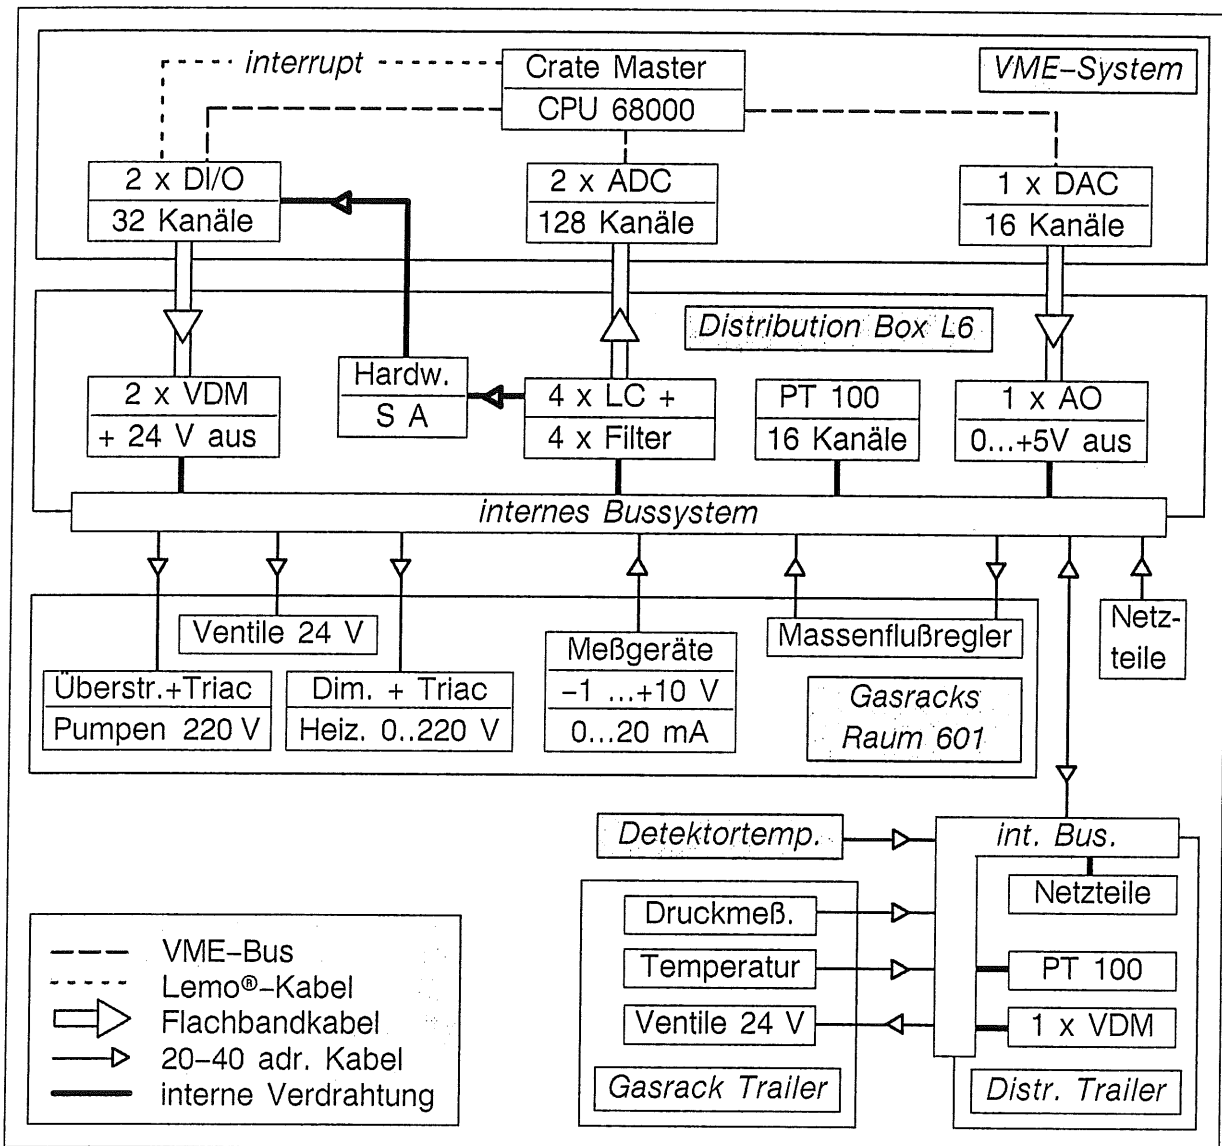 interrupt
Crate Master
CPU 68000
VME–System
2 x DI/O
32 Kanäle
2 x ADC
128 Kanäle
1 x DAC
16 Kanäle
Distribution Box L6
2 x VDM
+ 24 V aus
Hardw.
S A
4 x LC +
4 x Filter
PT 100
16 Kanäle
1 x AO
0...+5V aus
internes Bussystem
Ventile 24 V
Überstr.+Triac
Pumpen 220 V
Dim. + Triac
Heiz. 0..220 V
Meßgeräte
–1 ...+10 V
0...20 mA
Massenflußregler
Gasracks
Raum 601
Netz-
teile
Detektortemp.
int. Bus.
Netzteile
Druckmeß.
Temperatur
PT 100
Ventile 24 V
1 x VDM
Gasrack Trailer
Distr. Trailer
VME–Bus
Lemo®–Kabel
Flachbandkabel
20–40 adr. Kabel
interne Verdrahtung